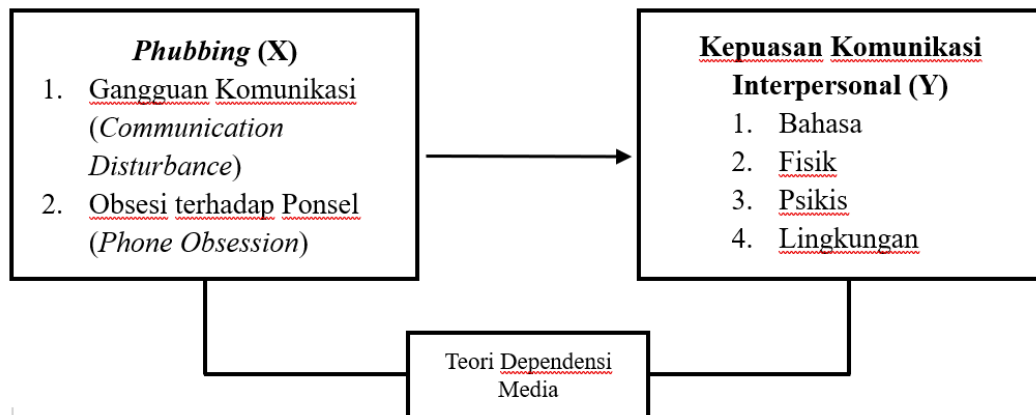 Phubbing (X)
1. Gangguan Komunikasi
(Communication
Disturbance)
2. Obsesi terhadap Ponsel
(Phone Obsession)
Kepuasan Komunikasi
Interpersonal (Y)
1. Bahasa
2. Fisik
3. Psikis
4. Lingkungan
Teori Dependensi
Media